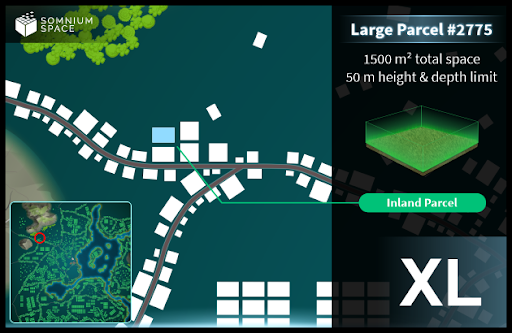 SOMNIUM
SPACE
Large Parcel #2775
1500 m² total space
50 m height & depth limit
Inland Parcel
XL